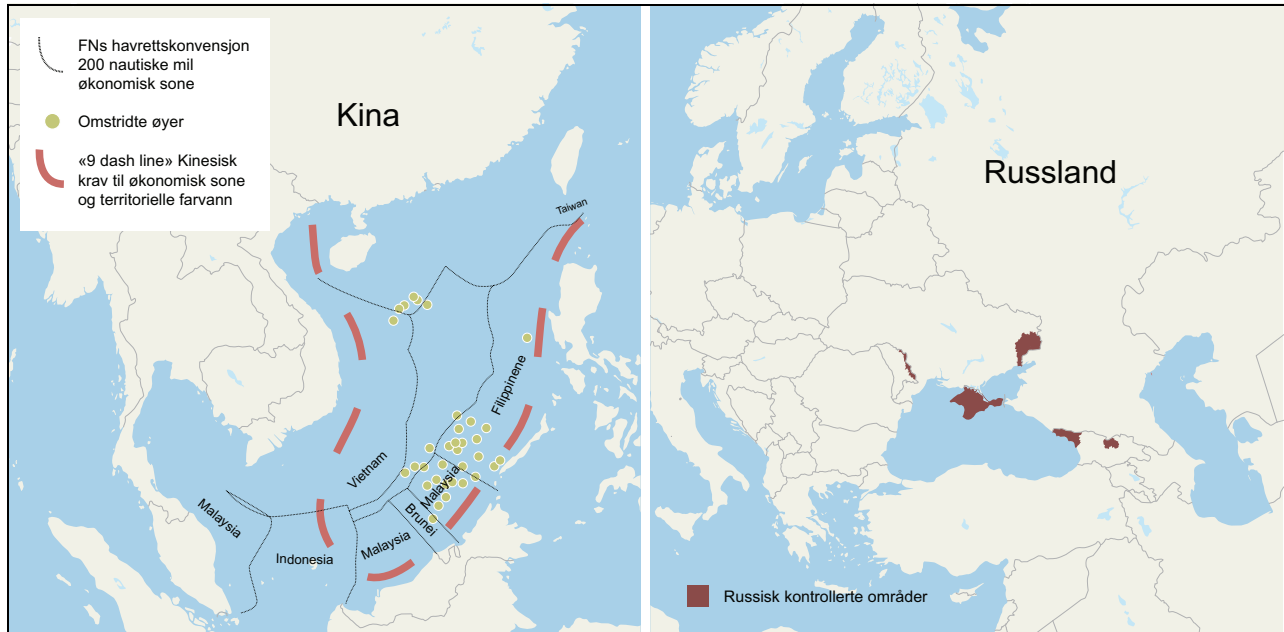 FNs havrettskonvensjon
200 nautiske mil
økonomisk sone
Omstridte øyer
«9 dash line» Kinesisk
krav til økonomisk sone
og territorielle farvann
Kina
Taiwan
Filippinene
Vietnam
Malaysia
Malaysia
Brunei
Malaysia
Indonesia
Russland
Russisk kontrollerte områder